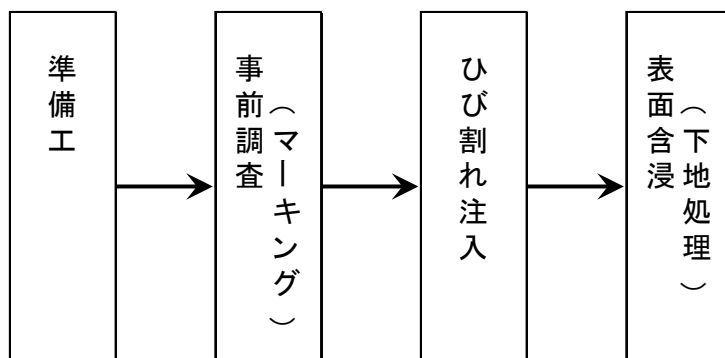 準備工
事前調査
（マーキング）
ひび割れ注入
表面含浸
（下地処理）